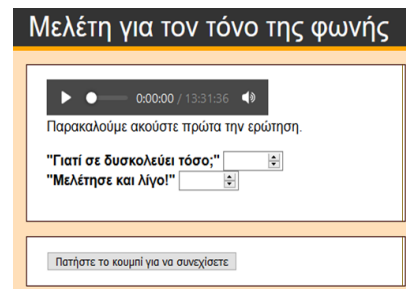 Μελέτη για τον τόνο της φωνής
0:00:00 / 13:31:36
Παρακαλούμε ακούστε πρώτα την ερώτηση.
"Γιατί σε δυσκολεύει τόσο;"
"Μελέτησε και λίγο!"
Πατήστε το κουμπί για να συνεχίσετε